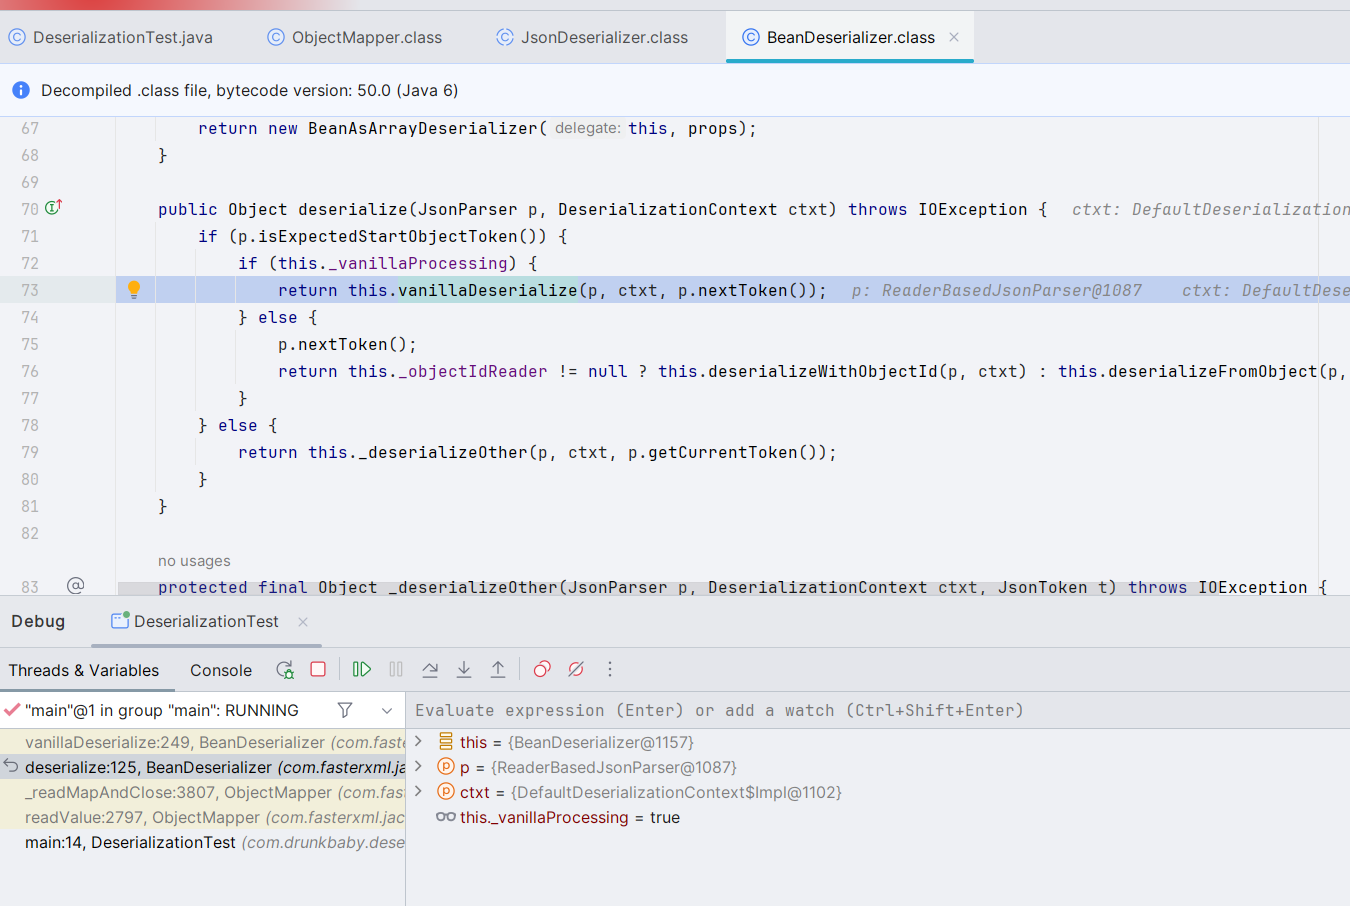 DeserializationTest.java ObjectMapper.class JsonDeserializer.class BeanDeserializer.class
Decompiled .class file, bytecode version: 50.0 (Java 6)
67 return new BeanAsArrayDeserializer( delegate: this, props);
68 }
69
70 public Object deserialize(JsonParser p, DeserializationContext ctxt) throws IOException { ctxt: DefaultDeserialization
71 if (p.isExpectedStartObjectToken()) {
72 if (this._vanillaProcessing) {
73 return this.vanillaDeserialize(p, ctxt, p.nextToken()); p: ReaderBasedJsonParser@1087 ctxt: DefaultDese
74 } else {
75 p.nextToken();
76 return this._objectIdReader != null ? this.deserializeWithObjectId(p, ctxt) : this.deserializeFromObject(p,
77 }
78 } else {
79 return this._deserializeOther(p, ctxt, p.getCurrentToken());
80 }
81 }
82
no usages
83 @ protected final Object _deserializeOther(JsonParser p, DeserializationContext ctxt, JsonToken t) throws IOException {
Debug DeserializationTest
Threads & Variables Console
"main"@1 in group "main": RUNNING
Evaluate expression (Enter) or add a watch (Ctrl+Shift+Enter)
vanillaDeserialize:249, BeanDeserializer (com.faste
deserialize:125, BeanDeserializer (com.fasterxml.ja
_readMapAndClose:3807, ObjectMapper (com.fas
readValue:2797, ObjectMapper (com.fasterxml.jac
main:14, DeserializationTest (com.drunkbaby.dese
this = {BeanDeserializer@1157}
p = {ReaderBasedJsonParser@1087}
ctxt = {DefaultDeserializationContext$Impl@1102}
this._vanillaProcessing = true